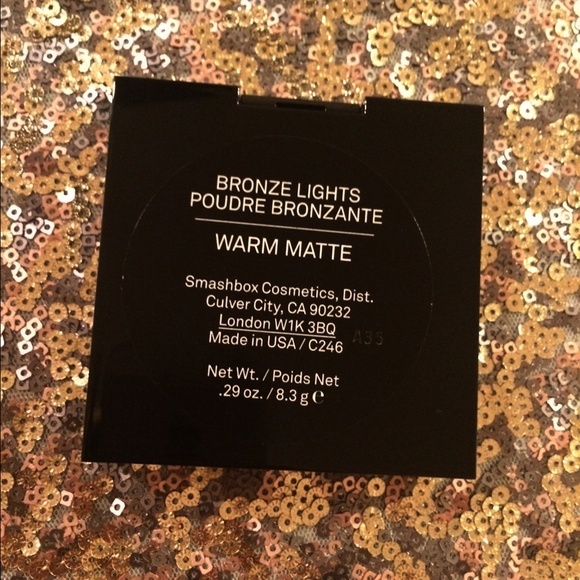 BRONZE LIGHTS
POUDRE BRONZANTE
WARM MATTE
Smashbox Cosmetics, Dist.
Culver City, CA 90232
London W1K 3BQ
Made in USA / C246
A35
Net Wt. / Poids Net
.29 oz. / 8.3 g ℮